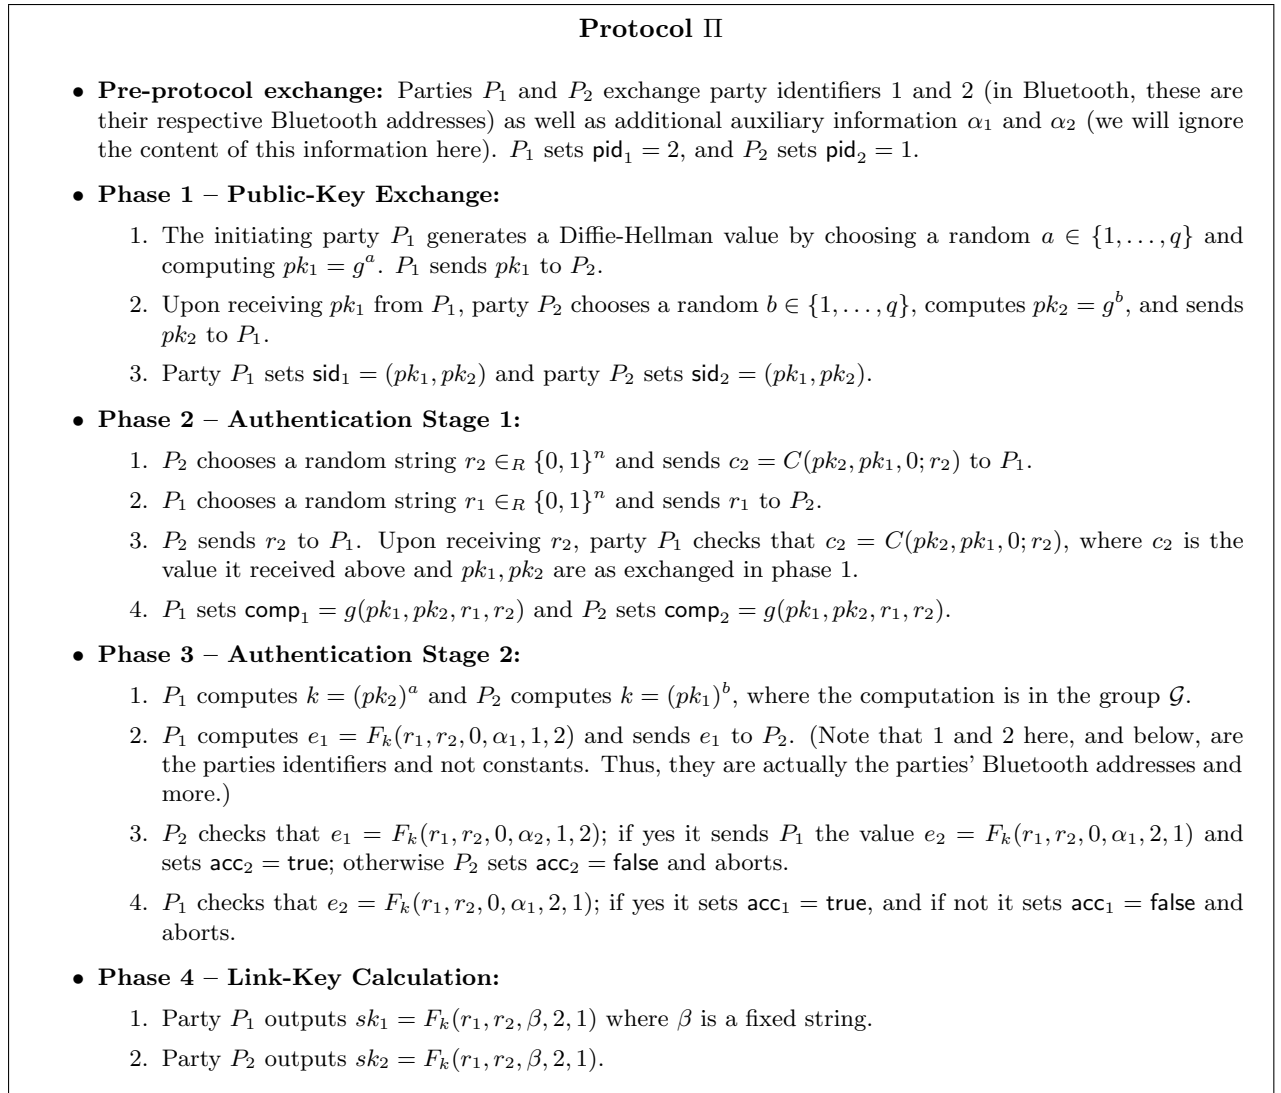 Protocol Π
• Pre-protocol exchange: Parties P₁ and P₂ exchange party identifiers 1 and 2 (in Bluetooth, these are
their respective Bluetooth addresses) as well as additional auxiliary information α₁ and α₂ (we will ignore
the content of this information here). P₁ sets pid₁ = 2, and P₂ sets pid₂ = 1.
• Phase 1 – Public-Key Exchange:
1. The initiating party P₁ generates a Diffie-Hellman value by choosing a random a ∈ {1, . . . , q} and
computing pk₁ = gᵃ. P₁ sends pk₁ to P₂.
2. Upon receiving pk₁ from P₁, party P₂ chooses a random b ∈ {1, . . . , q}, computes pk₂ = gᵇ, and sends
pk₂ to P₁.
3. Party P₁ sets sid₁ = (pk₁, pk₂) and party P₂ sets sid₂ = (pk₁, pk₂).
• Phase 2 – Authentication Stage 1:
1. P₂ chooses a random string r₂ ∈_R {0, 1}ⁿ and sends c₂ = C(pk₂, pk₁, 0; r₂) to P₁.
2. P₁ chooses a random string r₁ ∈_R {0, 1}ⁿ and sends r₁ to P₂.
3. P₂ sends r₂ to P₁. Upon receiving r₂, party P₁ checks that c₂ = C(pk₂, pk₁, 0; r₂), where c₂ is the
value it received above and pk₁, pk₂ are as exchanged in phase 1.
4. P₁ sets comp₁ = g(pk₁, pk₂, r₁, r₂) and P₂ sets comp₂ = g(pk₁, pk₂, r₁, r₂).
• Phase 3 – Authentication Stage 2:
1. P₁ computes k = (pk₂)ᵃ and P₂ computes k = (pk₁)ᵇ, where the computation is in the group 𝒢.
2. P₁ computes e₁ = F_k(r₁, r₂, 0, α₁, 1, 2) and sends e₁ to P₂. (Note that 1 and 2 here, and below, are
the parties identifiers and not constants. Thus, they are actually the parties' Bluetooth addresses and
more.)
3. P₂ checks that e₁ = F_k(r₁, r₂, 0, α₂, 1, 2); if yes it sends P₁ the value e₂ = F_k(r₁, r₂, 0, α₁, 2, 1) and
sets acc₂ = true; otherwise P₂ sets acc₂ = false and aborts.
4. P₁ checks that e₂ = F_k(r₁, r₂, 0, α₁, 2, 1); if yes it sets acc₁ = true, and if not it sets acc₁ = false and
aborts.
• Phase 4 – Link-Key Calculation:
1. Party P₁ outputs sk₁ = F_k(r₁, r₂, β, 2, 1) where β is a fixed string.
2. Party P₂ outputs sk₂ = F_k(r₁, r₂, β, 2, 1).